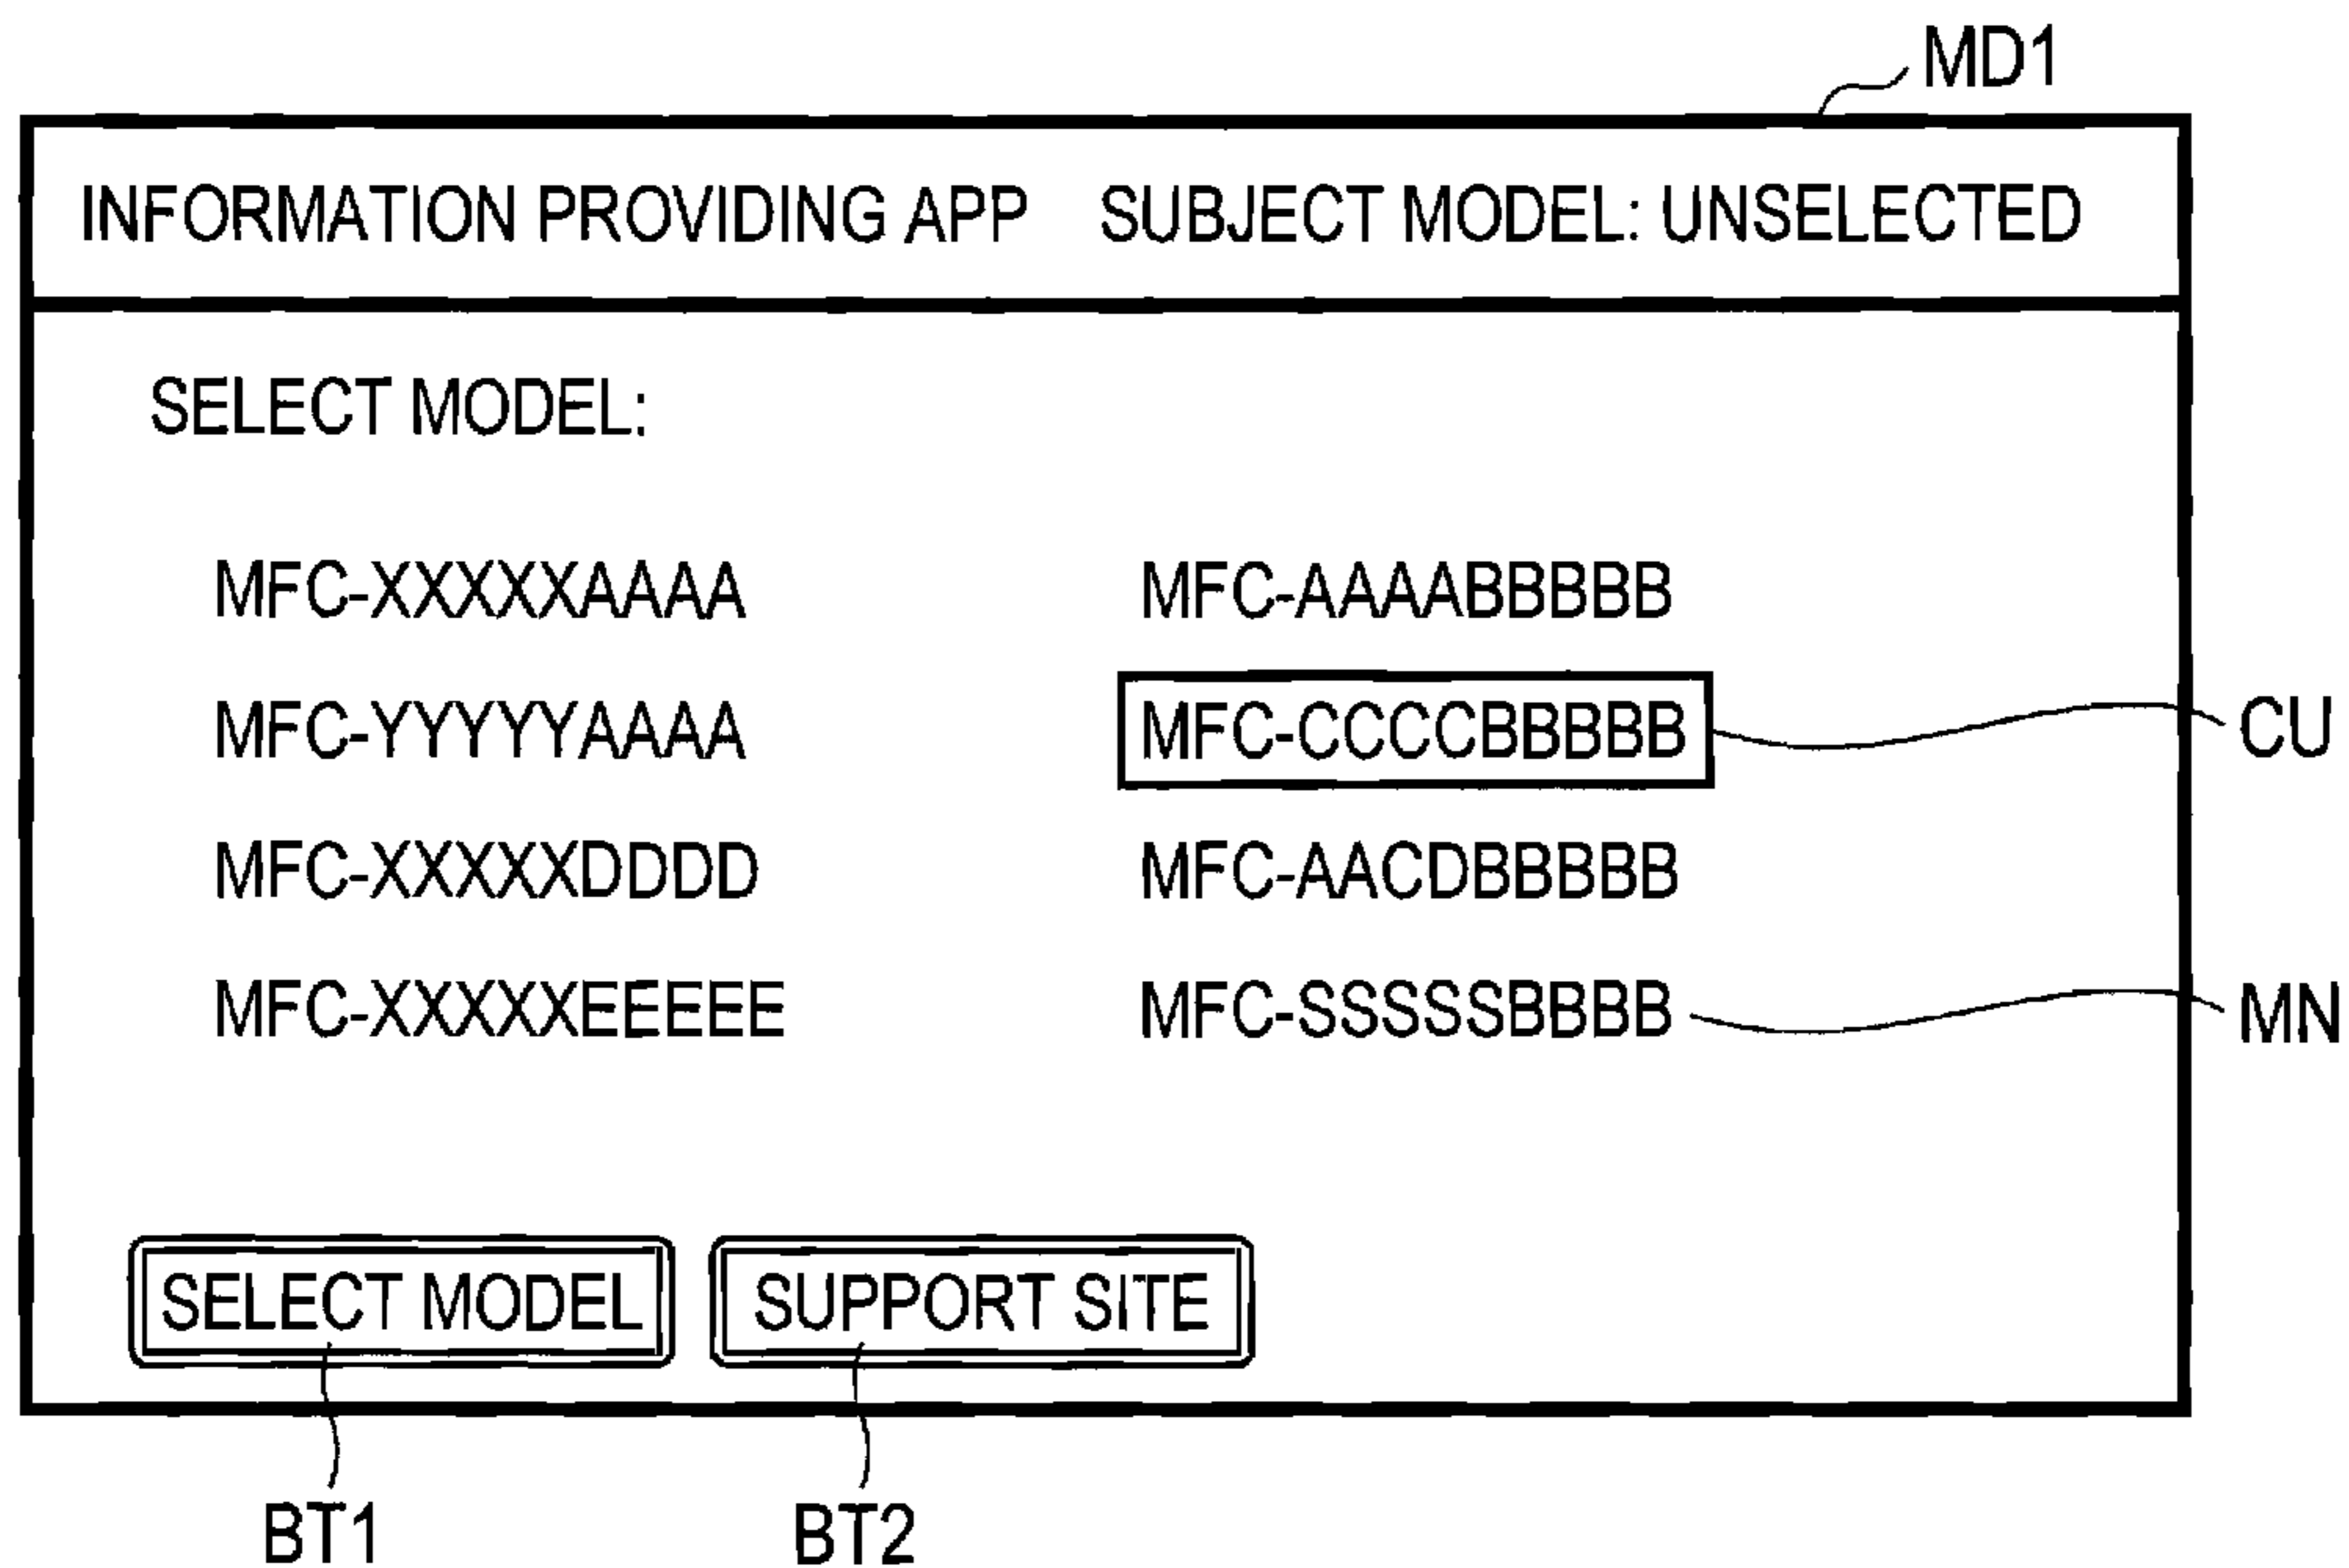 MD1
INFORMATION PROVIDING APP SUBJECT MODEL: UNSELECTED
SELECT MODEL:
MFC-XXXXXAAAA MFC-AAAABBBBB
MFC-YYYYYAAAA MFC-CCCCBBBBB CU
MFC-XXXXXDDDD MFC-AACDBBBBB
MFC-XXXXXEEEEE MFC-SSSSSBBBB MN
SELECT MODEL SUPPORT SITE
BT1 BT2